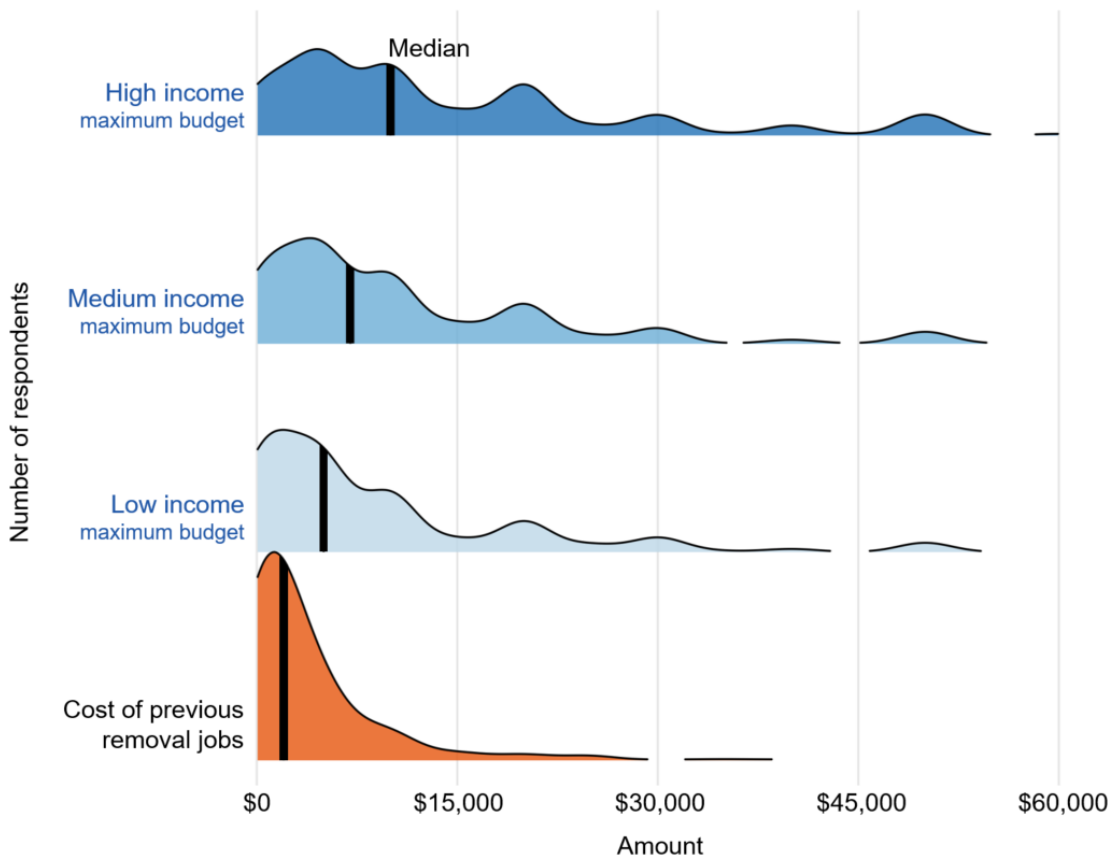 Median
High income
maximum budget
Medium income
maximum budget
Low income
maximum budget
Cost of previous
removal jobs
Number of respondents
$0
$15,000
$30,000
$45,000
$60,000
Amount